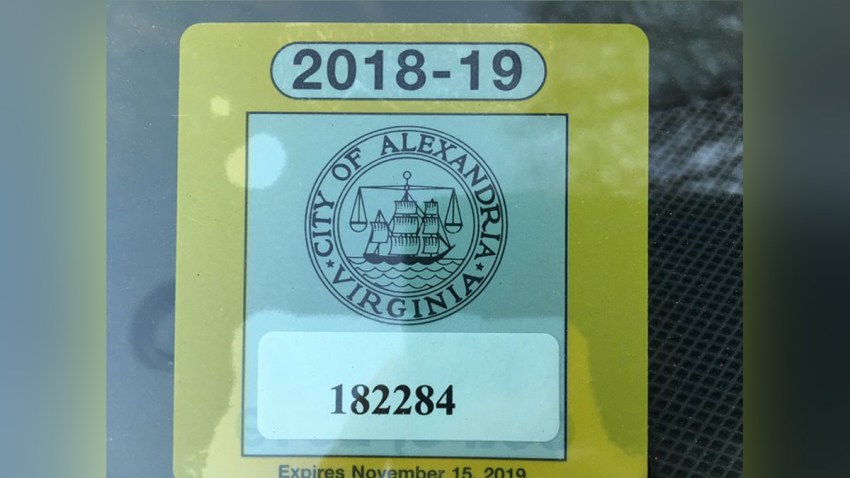 2018-19
CITY OF ALEXANDRIA
VIRGINIA
182284
Expires November 15, 2019